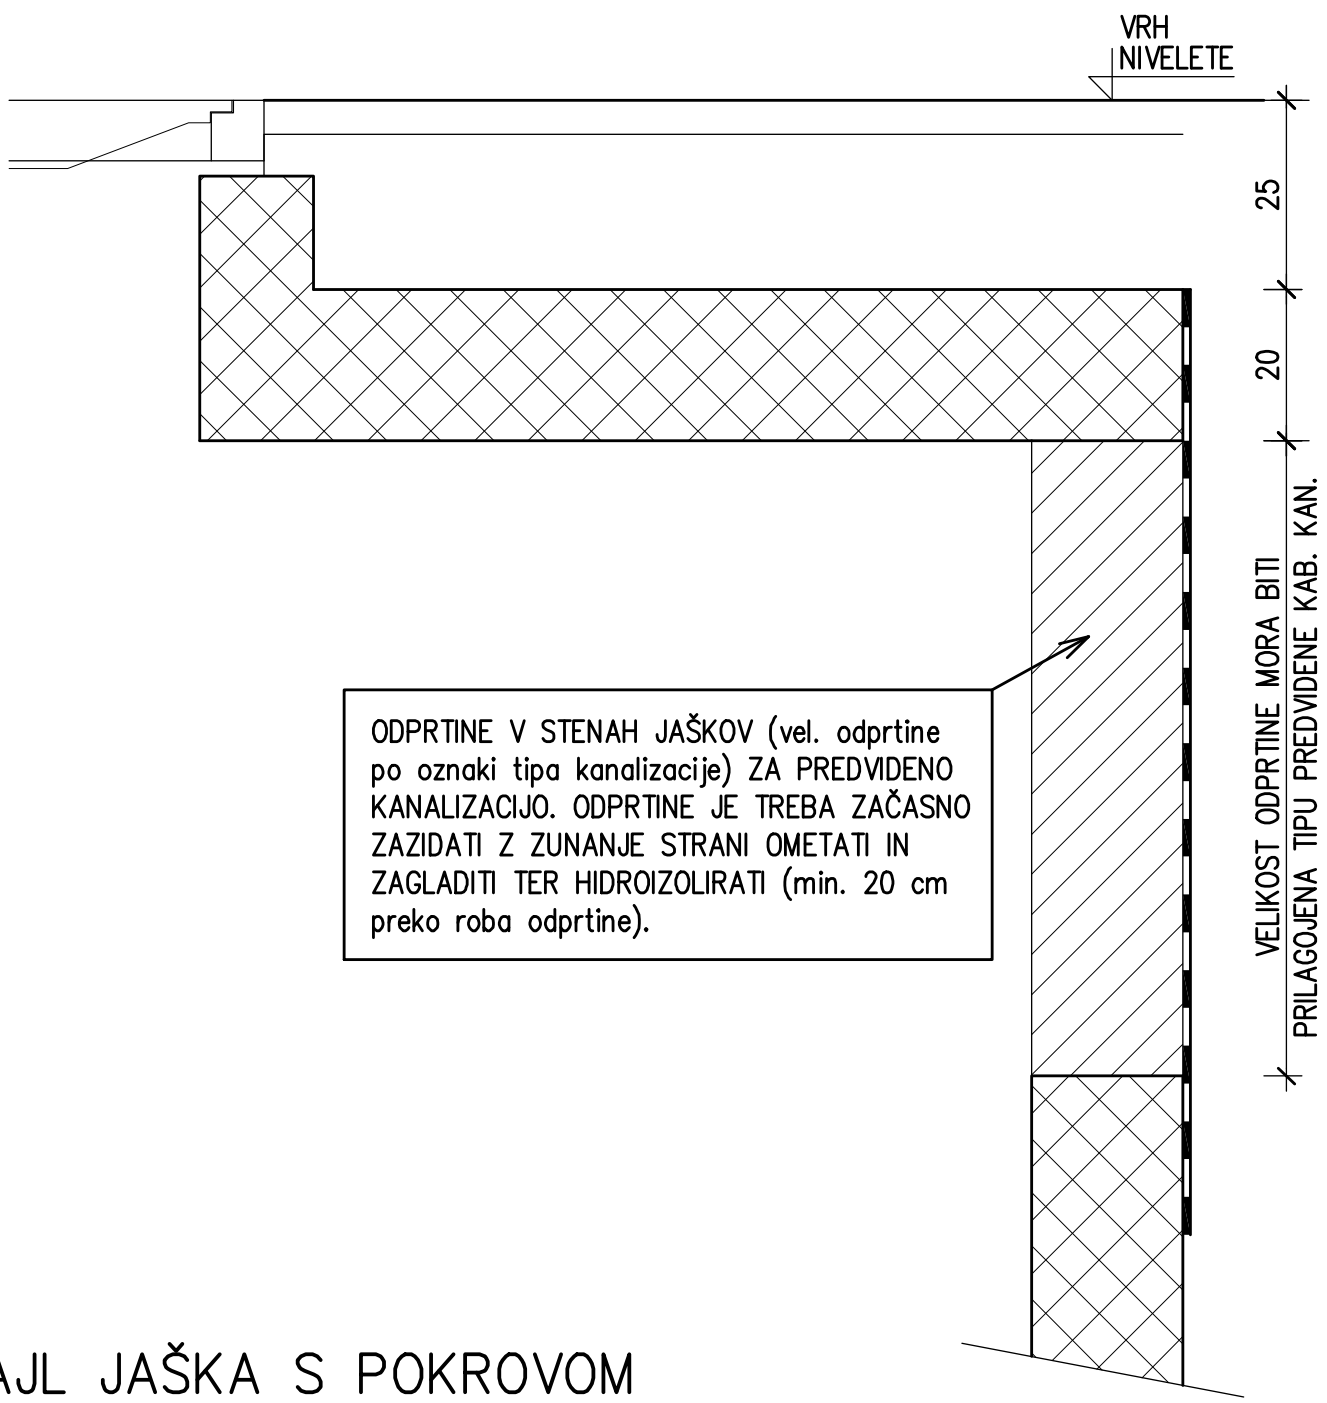 VRH
NIVELETE
25
20
VELIKOST ODPRTINE MORA BITI
PRILAGOJENA TIPU PREDVIDENE KAB. KAN.
ODPRTINE V STENAH JAŠKOV (vel. odprtine
po oznaki tipa kanalizacije) ZA PREDVIDENO
KANALIZACIJO. ODPRTINE JE TREBA ZAČASNO
ZAZIDATI Z ZUNANJE STRANI OMETATI IN
ZAGLADITI TER HIDROIZOLIRATI (min. 20 cm
preko roba odprtine).
AJL JAŠKA S POKROVOM